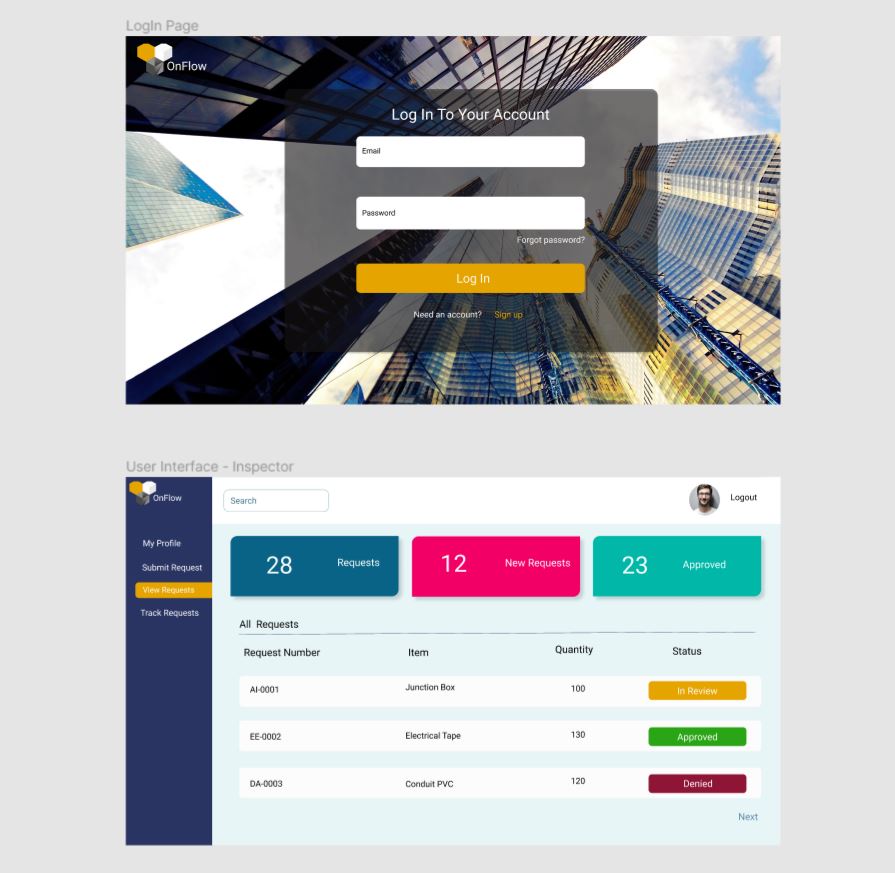 LogIn Page
OnFlow
Log In To Your Account
Email
Password
Forgot password?
Log In
Need an account? Sign up
User Interface - Inspector
OnFlow
Search
Logout
My Profile
Submit Request
View Requests
Track Requests
28 Requests
12 New Requests
23 Approved
All Requests
Request Number Item Quantity Status
AI-0001 Junction Box 100 In Review
EE-0002 Electrical Tape 130 Approved
DA-0003 Conduit PVC 120 Denied
Next